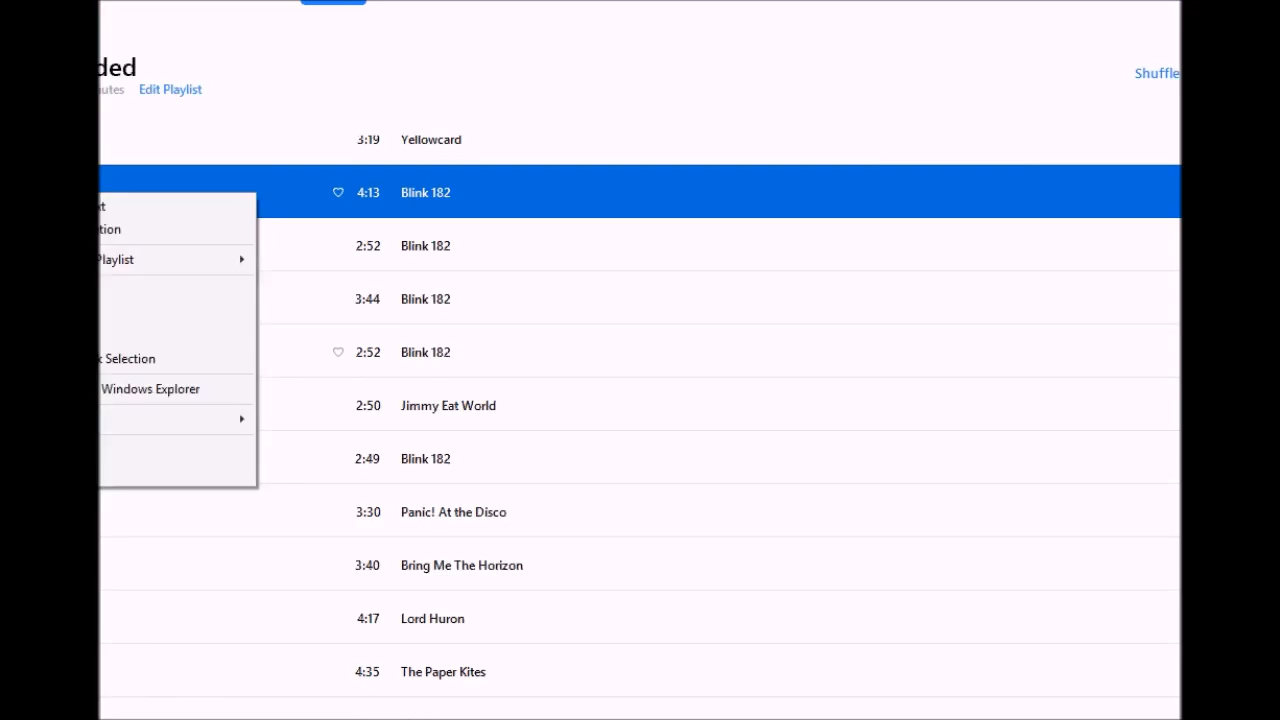 ded
Shuffle
utes Edit Playlist
3:19 Yellowcard
4:13 Blink 182
xt
tion
2:52 Blink 182
Playlist
3:44 Blink 182
2:52 Blink 182
k Selection
Windows Explorer
2:50 Jimmy Eat World
2:49 Blink 182
3:30 Panic! At the Disco
3:40 Bring Me The Horizon
4:17 Lord Huron
4:35 The Paper Kites